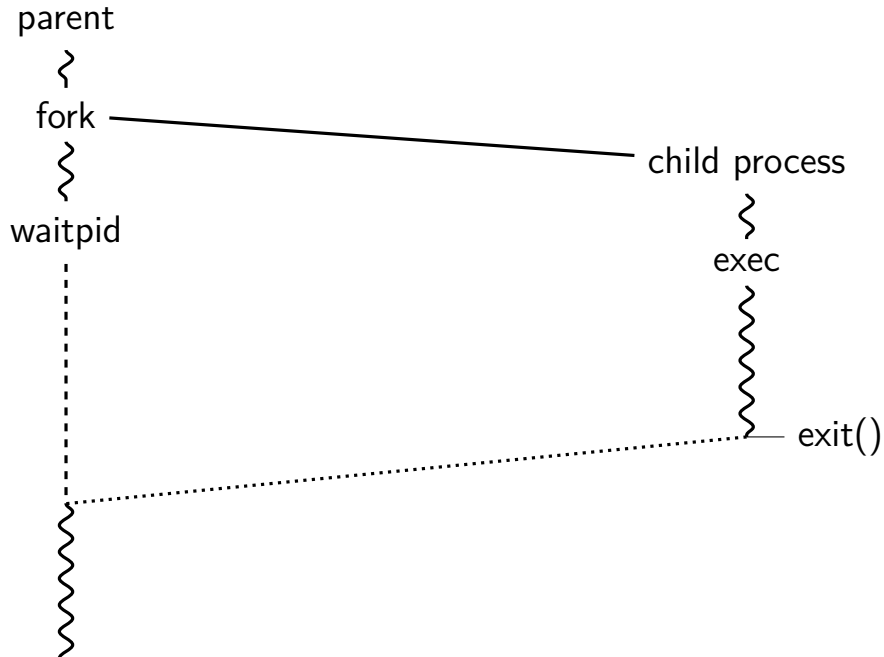 parent
fork
child process
waitpid
exec
exit()